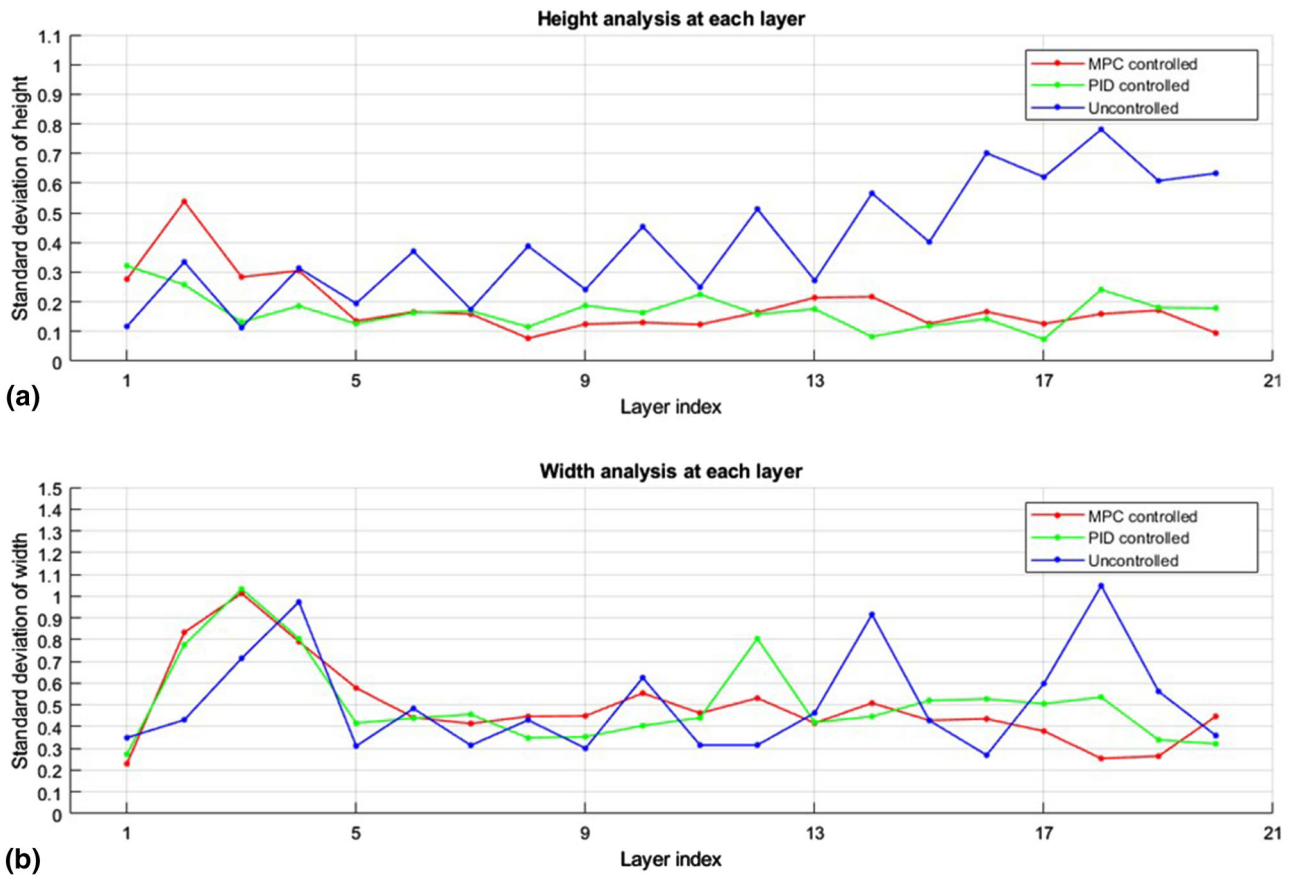 Height analysis at each layer
1.1
1
0.9
0.8
0.7
0.6
0.5
0.4
0.3
0.2
0.1
0
Standard deviation of height
MPC controlled
PID controlled
Uncontrolled
1 5 9 13 17 21
Layer index
(a)
Width analysis at each layer
1.5
1.4
1.3
1.2
1.1
1
0.9
0.8
0.7
0.6
0.5
0.4
0.3
0.2
0.1
0
Standard deviation of width
MPC controlled
PID controlled
Uncontrolled
1 5 9 13 17 21
Layer index
(b)